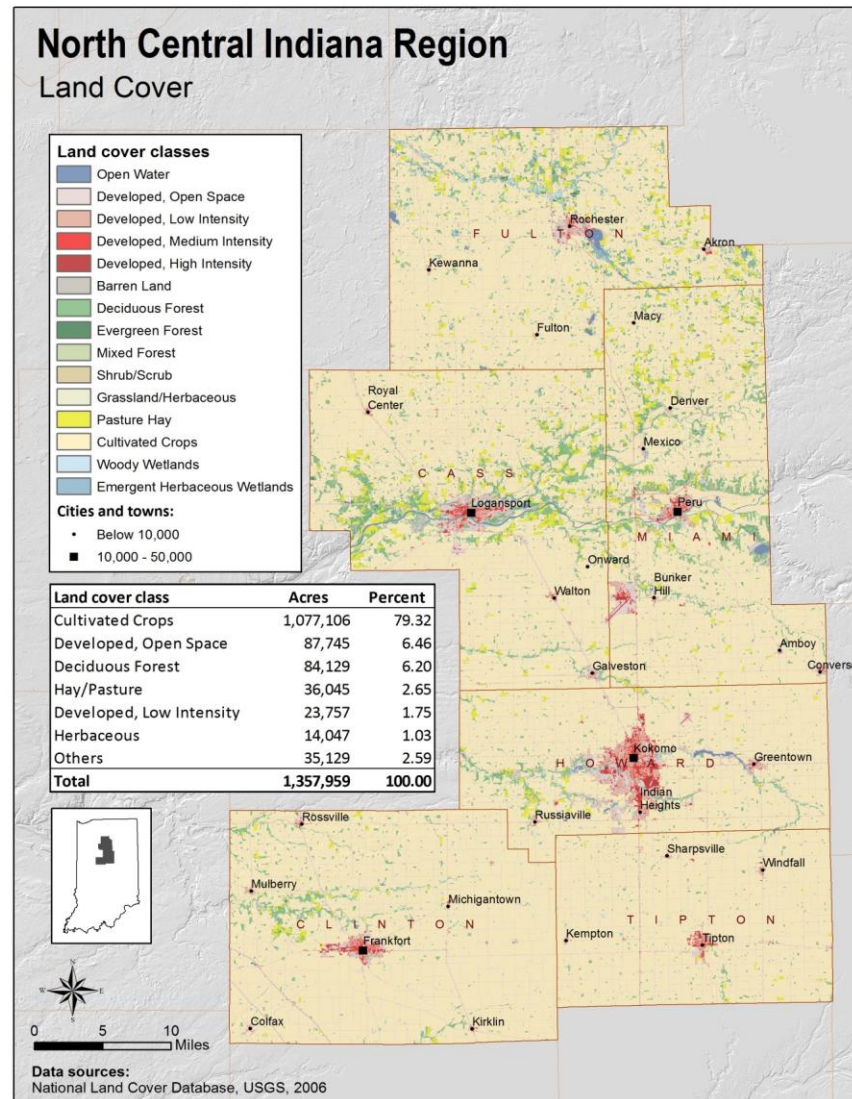 North Central Indiana Region
Land Cover
Land cover classes
Open Water
Developed, Open Space
Developed, Low Intensity
Developed, Medium Intensity
Developed, High Intensity
Barren Land
Deciduous Forest
Evergreen Forest
Mixed Forest
Shrub/Scrub
Grassland/Herbaceous
Pasture Hay
Cultivated Crops
Woody Wetlands
Emergent Herbaceous Wetlands
Cities and towns:
Below 10,000
10,000 - 50,000
Land cover class Acres Percent
Cultivated Crops 1,077,106 79.32
Developed, Open Space 87,745 6.46
Deciduous Forest 84,129 6.20
Hay/Pasture 36,045 2.65
Developed, Low Intensity 23,757 1.75
Herbaceous 14,047 1.03
Others 35,129 2.59
Total 1,357,959 100.00
Rochester
FULTON
Akron
Kewanna
Fulton
Macy
Royal
Center
Denver
Mexico
CASS
Logansport
Peru
MIAMI
Onward
Walton
Bunker
Hill
Amboy
Galveston
Convers
Kokomo
HOWARD
Greentown
Indian
Heights
Russiaville
Rossville
Sharpsville
Windfall
Mulberry
Michigantown
CLINTON
TIPTON
Frankfort
Kempton
Tipton
Colfax
Kirklin
N
W E
S
0 5 10
Miles
Data sources:
National Land Cover Database, USGS, 2006